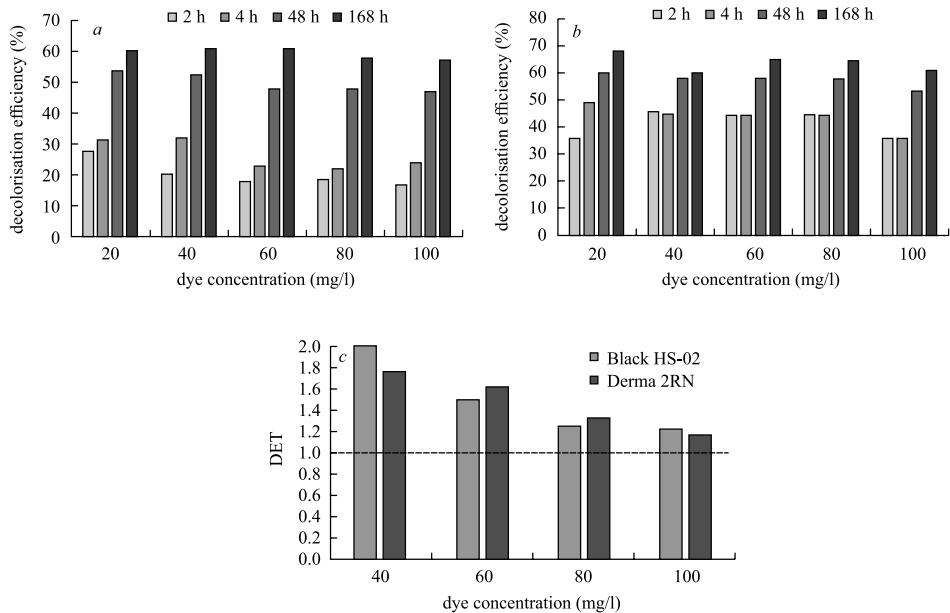 a
2 h 4 h 48 h 168 h
decolorisation efficiency (%)
70
60
50
40
30
20
10
0
20 40 60 80 100
dye concentration (mg/l)
b
2 h 4 h 48 h 168 h
decolorisation efficiency (%)
80
70
60
50
40
30
20
10
0
20 40 60 80 100
dye concentration (mg/l)
c
Black HS-02
Derma 2RN
DET
2.0
1.8
1.6
1.4
1.2
1.0
0.8
0.6
0.4
0.2
0.0
40 60 80 100
dye concentration (mg/l)